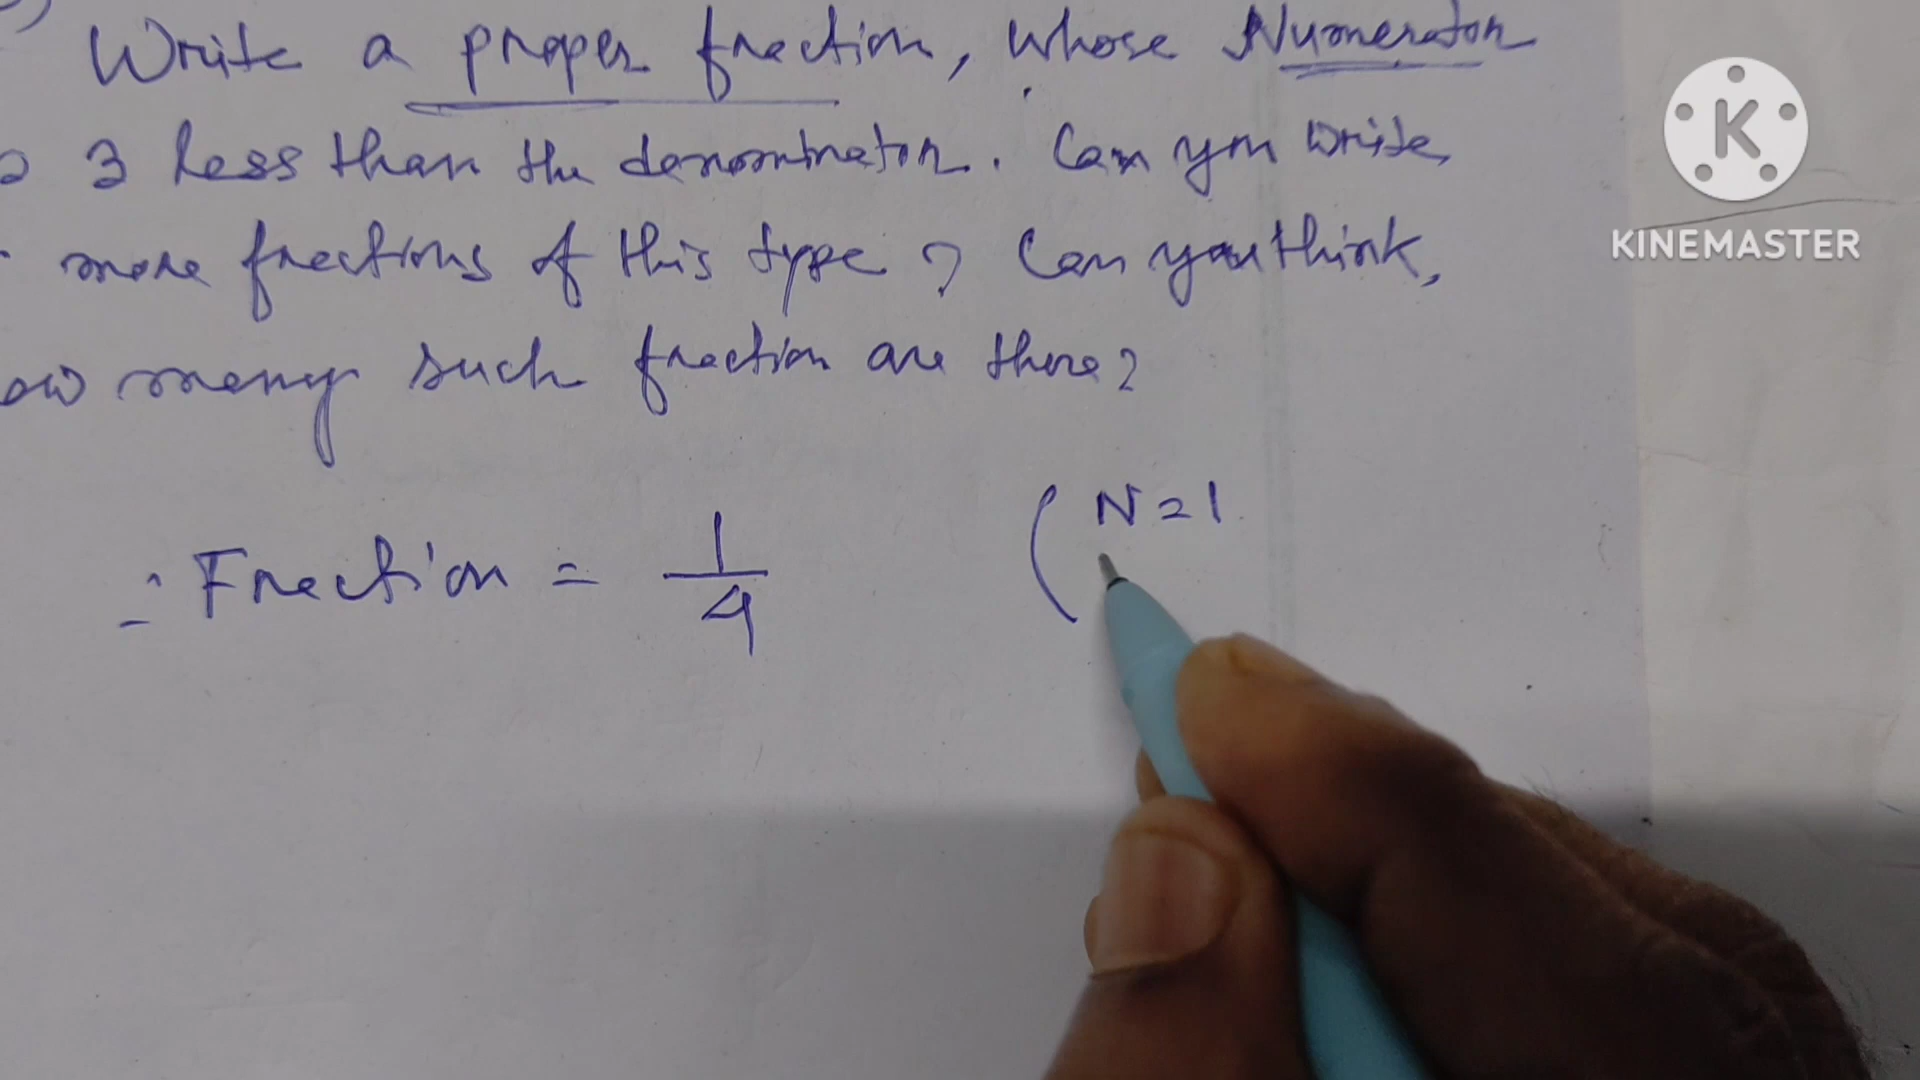 Write a proper fraction, whose Numerator
3 less than the denominator. Can you write
more fractions of this type? Can you think,
ow many such fraction are there?
∴ Fraction = 1/4 (N=1
K
KINEMASTER